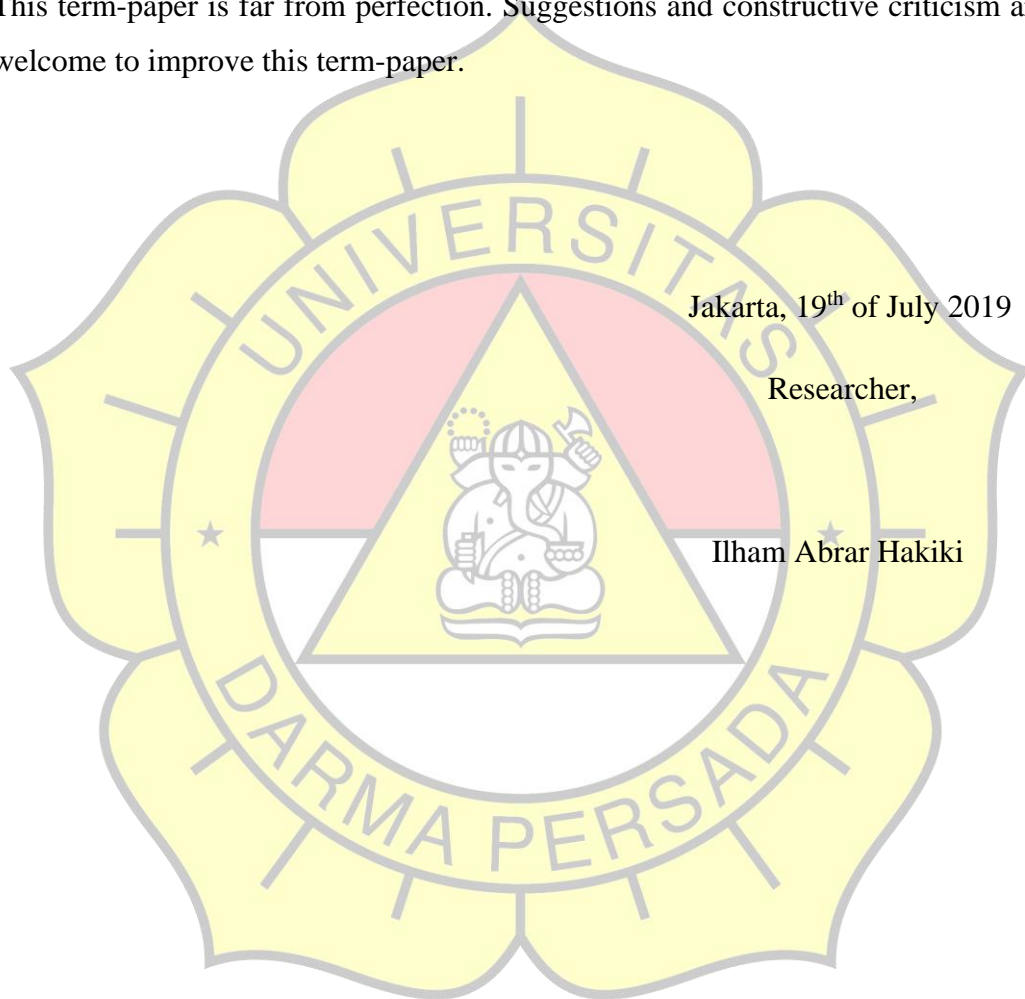 This term-paper is far from perfection. Suggestions and constructive criticism
welcome to improve this term-paper.
UNIVERSITAS
Jakarta, 19th of July 2019
Researcher,
Ilham Abrar Hakiki
DARMA PERSADA